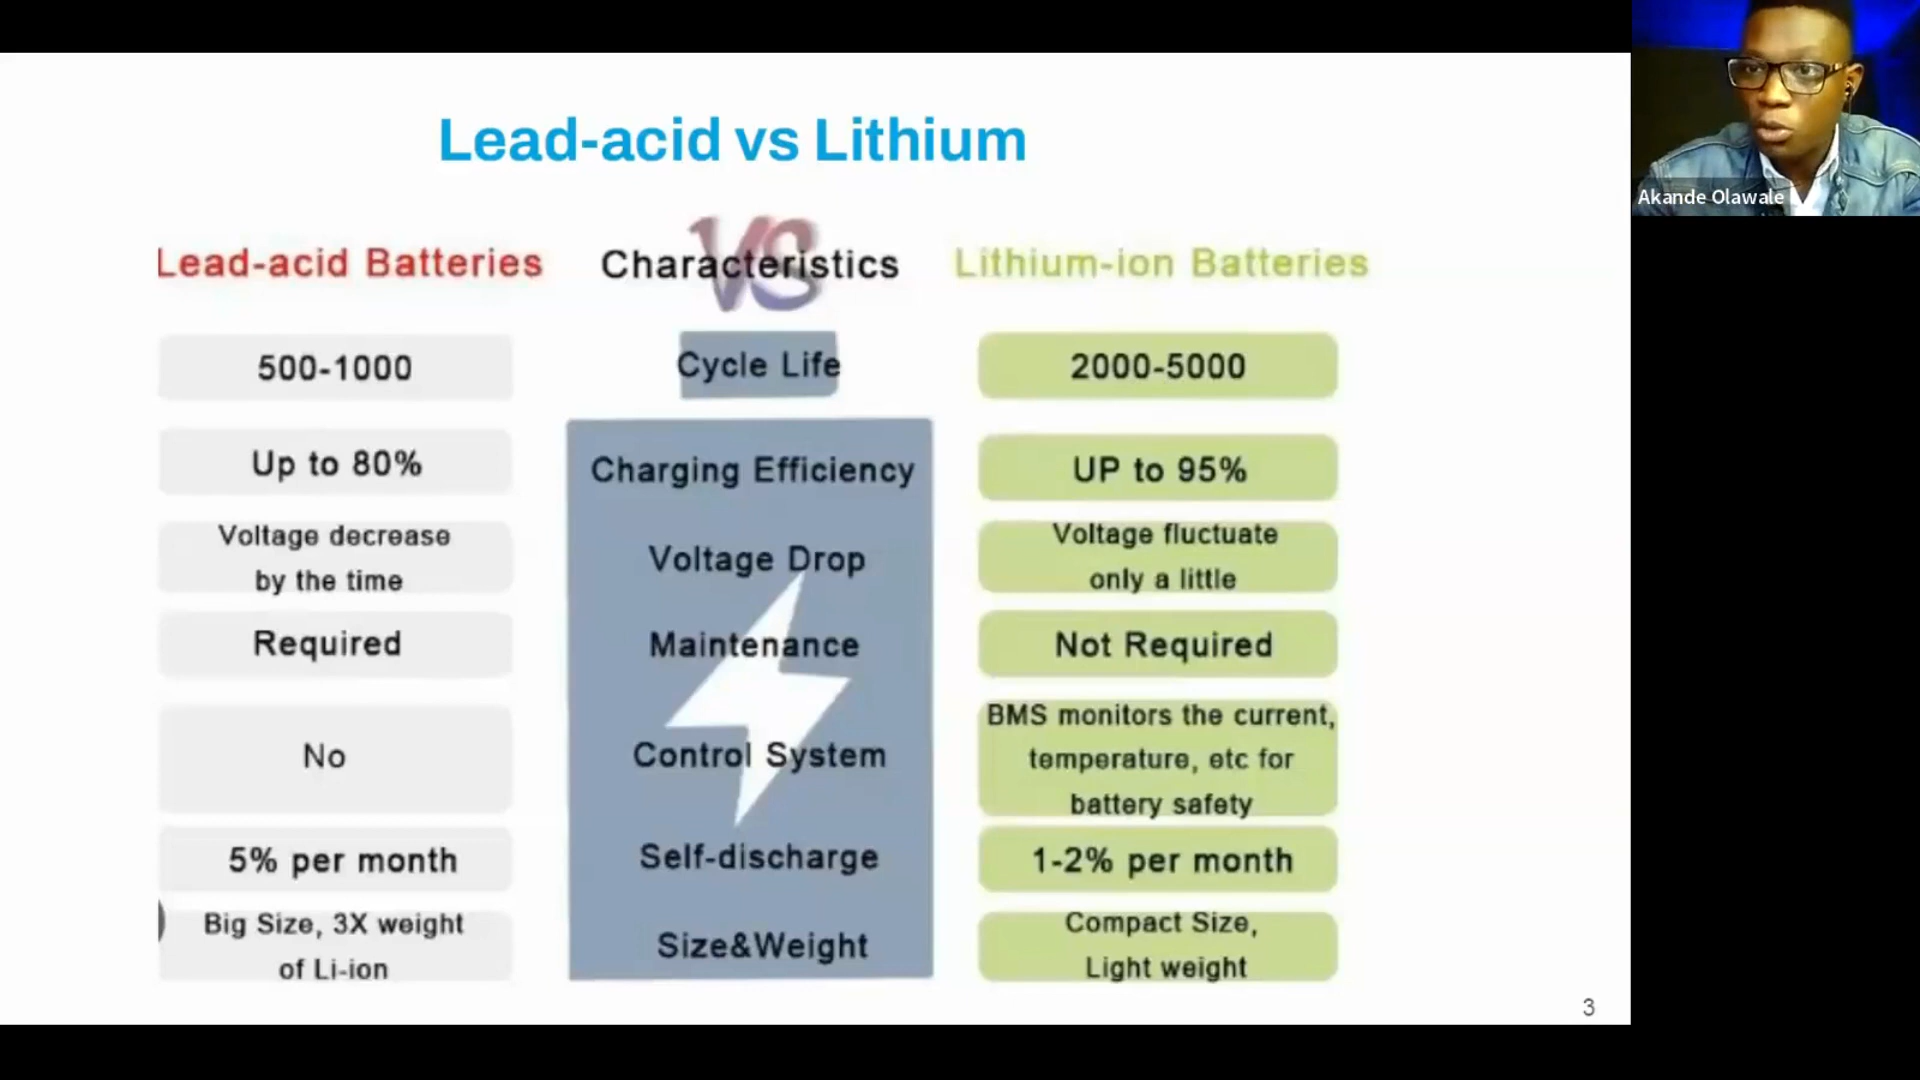 Lead-acid vs Lithium
VS
Lead-acid Batteries Characteristics Lithium-ion Batteries
500-1000 Cycle Life 2000-5000
Up to 80% Charging Efficiency UP to 95%
Voltage decrease
by the time
Voltage Drop
Voltage fluctuate
only a little
Required Maintenance Not Required
No Control System
BMS monitors the current,
temperature, etc for
battery safety
5% per month Self-discharge 1-2% per month
Big Size, 3X weight
of Li-ion
Size&Weight
Compact Size,
Light weight
3
Akande Olawale